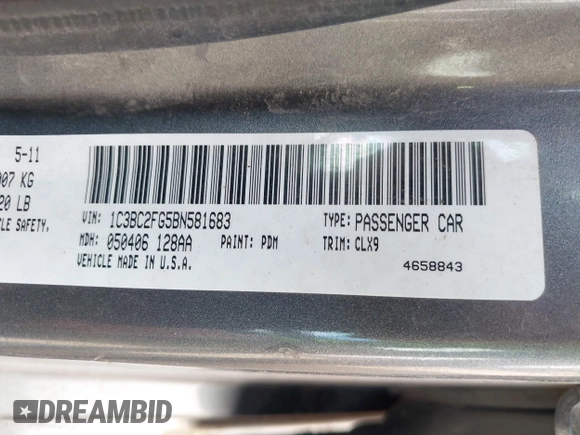 5-11
007 KG
20 LB
CLE SAFETY,
VIN: 1C3BC2FG5BN581683 TYPE: PASSENGER CAR
MDH: 050406 128AA PAINT: PDM TRIM: CLX9
VEHICLE MADE IN U.S.A. 4658843
DREAMBID